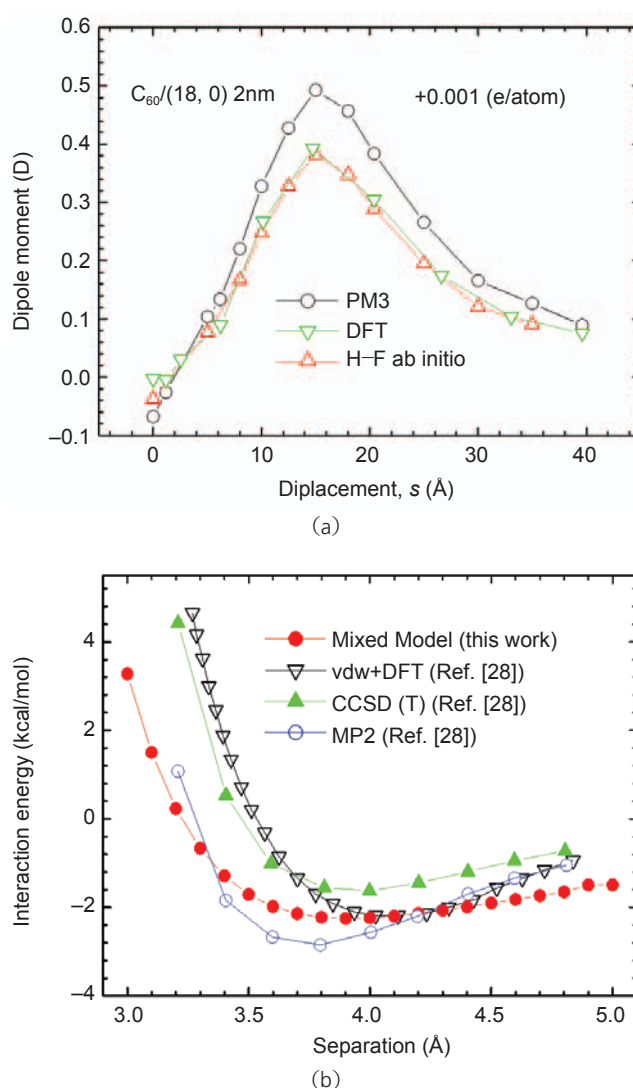 0.6
0.5
0.4
0.3
0.2
0.1
0.0
–0.1
C₆₀/(18, 0) 2nm
+0.001 (e/atom)
PM3
DFT
H–F ab initio
Dipole moment (D)
0 10 20 30 40
Diplacement, s (Å)
(a)
4
2
0
–2
–4
Mixed Model (this work)
vdw+DFT (Ref. [28])
CCSD (T) (Ref. [28])
MP2 (Ref. [28])
Interaction energy (kcal/mol)
3.0 3.5 4.0 4.5 5.0
Separation (Å)
(b)